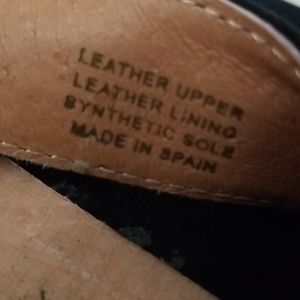 LEATHER UPPER
LEATHER LINING
SYNTHETIC SOLE
MADE IN SPAIN